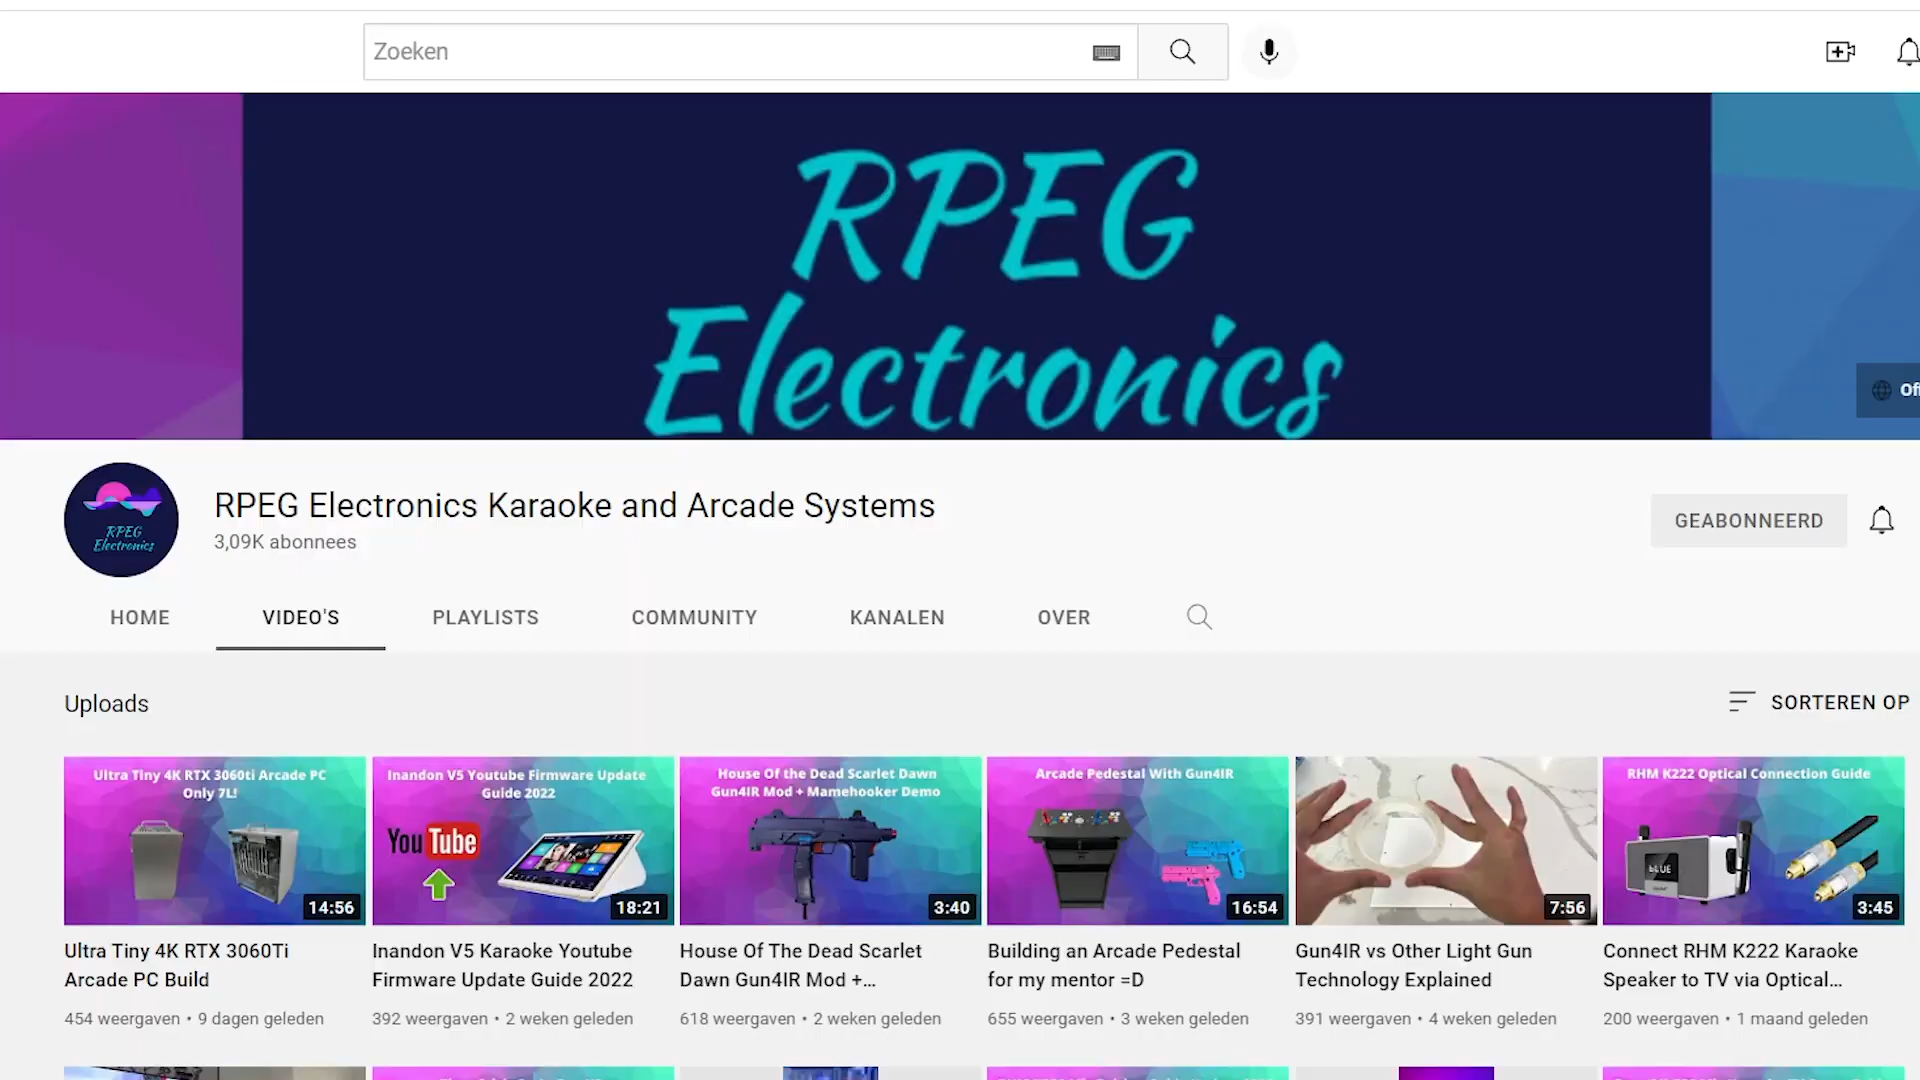 Zoeken
RPEG
Electronics
Of
RPEG
Electronics
RPEG Electronics Karaoke and Arcade Systems
3,09K abonnees
GEABONNEERD
HOME
VIDEO'S
PLAYLISTS
COMMUNITY
KANALEN
OVER
Uploads
SORTEREN OP
Ultra Tiny 4K RTX 3060ti Arcade PC
Only 7L!
14:56
Ultra Tiny 4K RTX 3060Ti
Arcade PC Build
454 weergaven • 9 dagen geleden
Inandon V5 Youtube Firmware Update
Guide 2022
YouTube
18:21
Inandon V5 Karaoke Youtube
Firmware Update Guide 2022
392 weergaven • 2 weken geleden
House Of the Dead Scarlet Dawn
Gun4IR Mod + Mamehooker Demo
3:40
House Of The Dead Scarlet
Dawn Gun4IR Mod +...
618 weergaven • 2 weken geleden
Arcade Pedestal With Gun4IR
16:54
Building an Arcade Pedestal
for my mentor =D
655 weergaven • 3 weken geleden
7:56
Gun4IR vs Other Light Gun
Technology Explained
391 weergaven • 4 weken geleden
RHM K222 Optical Connection Guide
bLUE
3:45
Connect RHM K222 Karaoke
Speaker to TV via Optical...
200 weergaven • 1 maand geleden